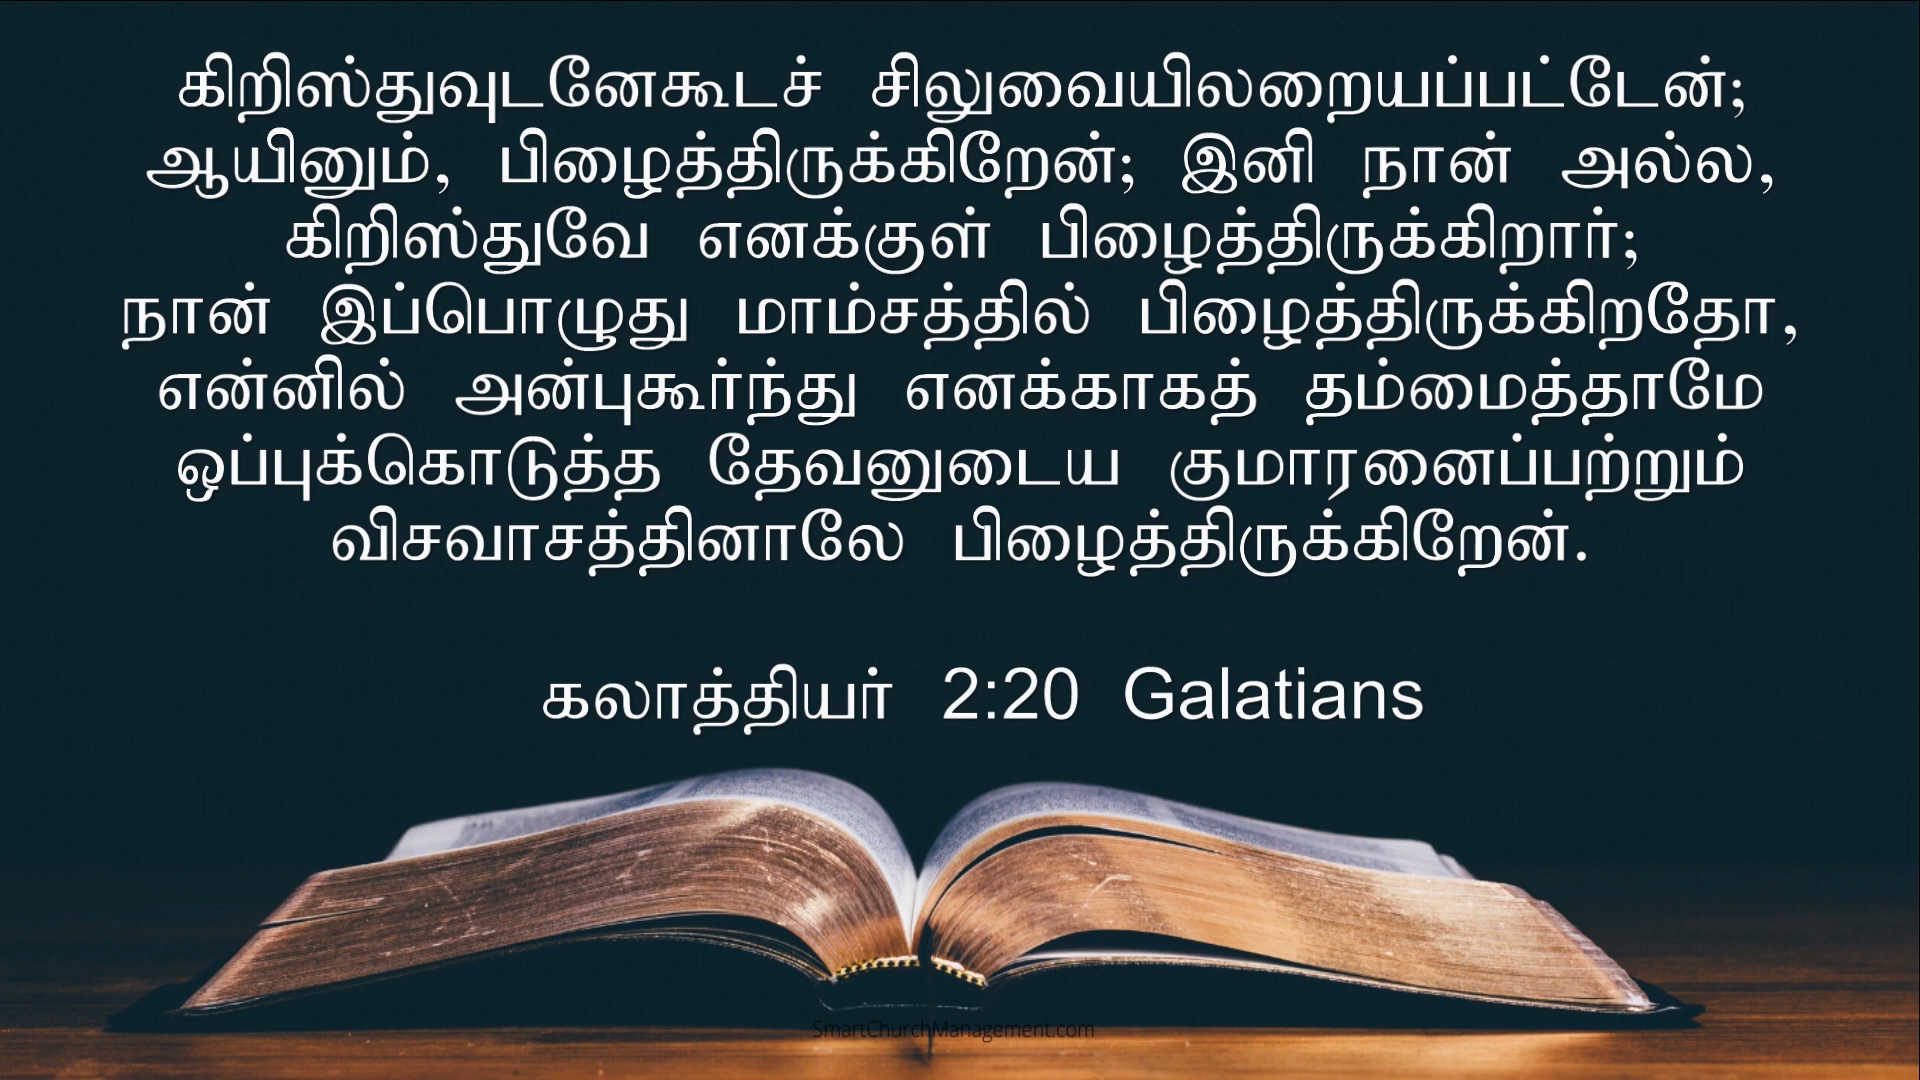 கிறிஸ்துவுடனேகூடச் சிலுவையிலறையப்பட்டேன்;
ஆயினும், பிழைத்திருக்கிறேன்; இனி நான் அல்ல,
கிறிஸ்துவே எனக்குள் பிழைத்திருக்கிறார்;
நான் இப்பொழுது மாம்சத்தில் பிழைத்திருக்கிறதோ,
என்னில் அன்புகூர்ந்து எனக்காகத் தம்மைத்தாமே
ஒப்புக்கொடுத்த தேவனுடைய குமாரனைப்பற்றும்
விசவாசத்தினாலே பிழைத்திருக்கிறேன்.
கலாத்தியர் 2:20 Galatians
SmartChurchManagement.com